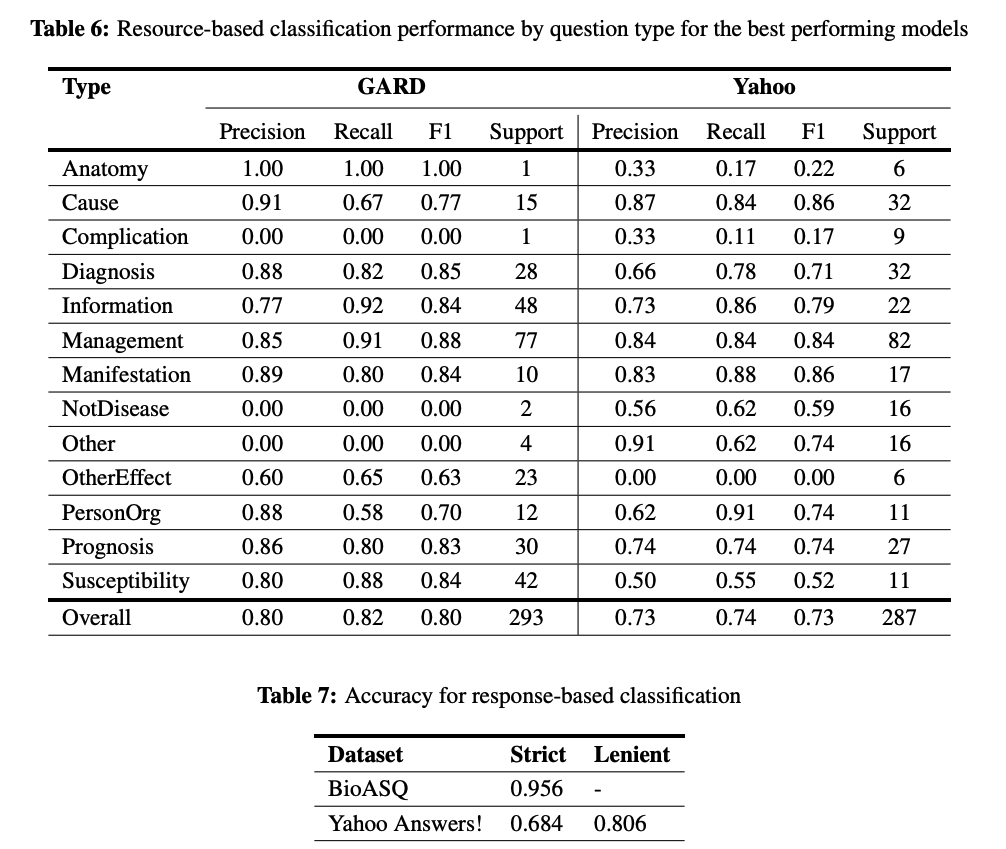 Table 6: Resource-based classification performance by question type for the best performing models
Type GARD Yahoo
Precision Recall F1 Support Precision Recall F1 Support
Anatomy 1.00 1.00 1.00 1 0.33 0.17 0.22 6
Cause 0.91 0.67 0.77 15 0.87 0.84 0.86 32
Complication 0.00 0.00 0.00 1 0.33 0.11 0.17 9
Diagnosis 0.88 0.82 0.85 28 0.66 0.78 0.71 32
Information 0.77 0.92 0.84 48 0.73 0.86 0.79 22
Management 0.85 0.91 0.88 77 0.84 0.84 0.84 82
Manifestation 0.89 0.80 0.84 10 0.83 0.88 0.86 17
NotDisease 0.00 0.00 0.00 2 0.56 0.62 0.59 16
Other 0.00 0.00 0.00 4 0.91 0.62 0.74 16
OtherEffect 0.60 0.65 0.63 23 0.00 0.00 0.00 6
PersonOrg 0.88 0.58 0.70 12 0.62 0.91 0.74 11
Prognosis 0.86 0.80 0.83 30 0.74 0.74 0.74 27
Susceptibility 0.80 0.88 0.84 42 0.50 0.55 0.52 11
Overall 0.80 0.82 0.80 293 0.73 0.74 0.73 287
Table 7: Accuracy for response-based classification
Dataset Strict Lenient
BioASQ 0.956 -
Yahoo Answers! 0.684 0.806